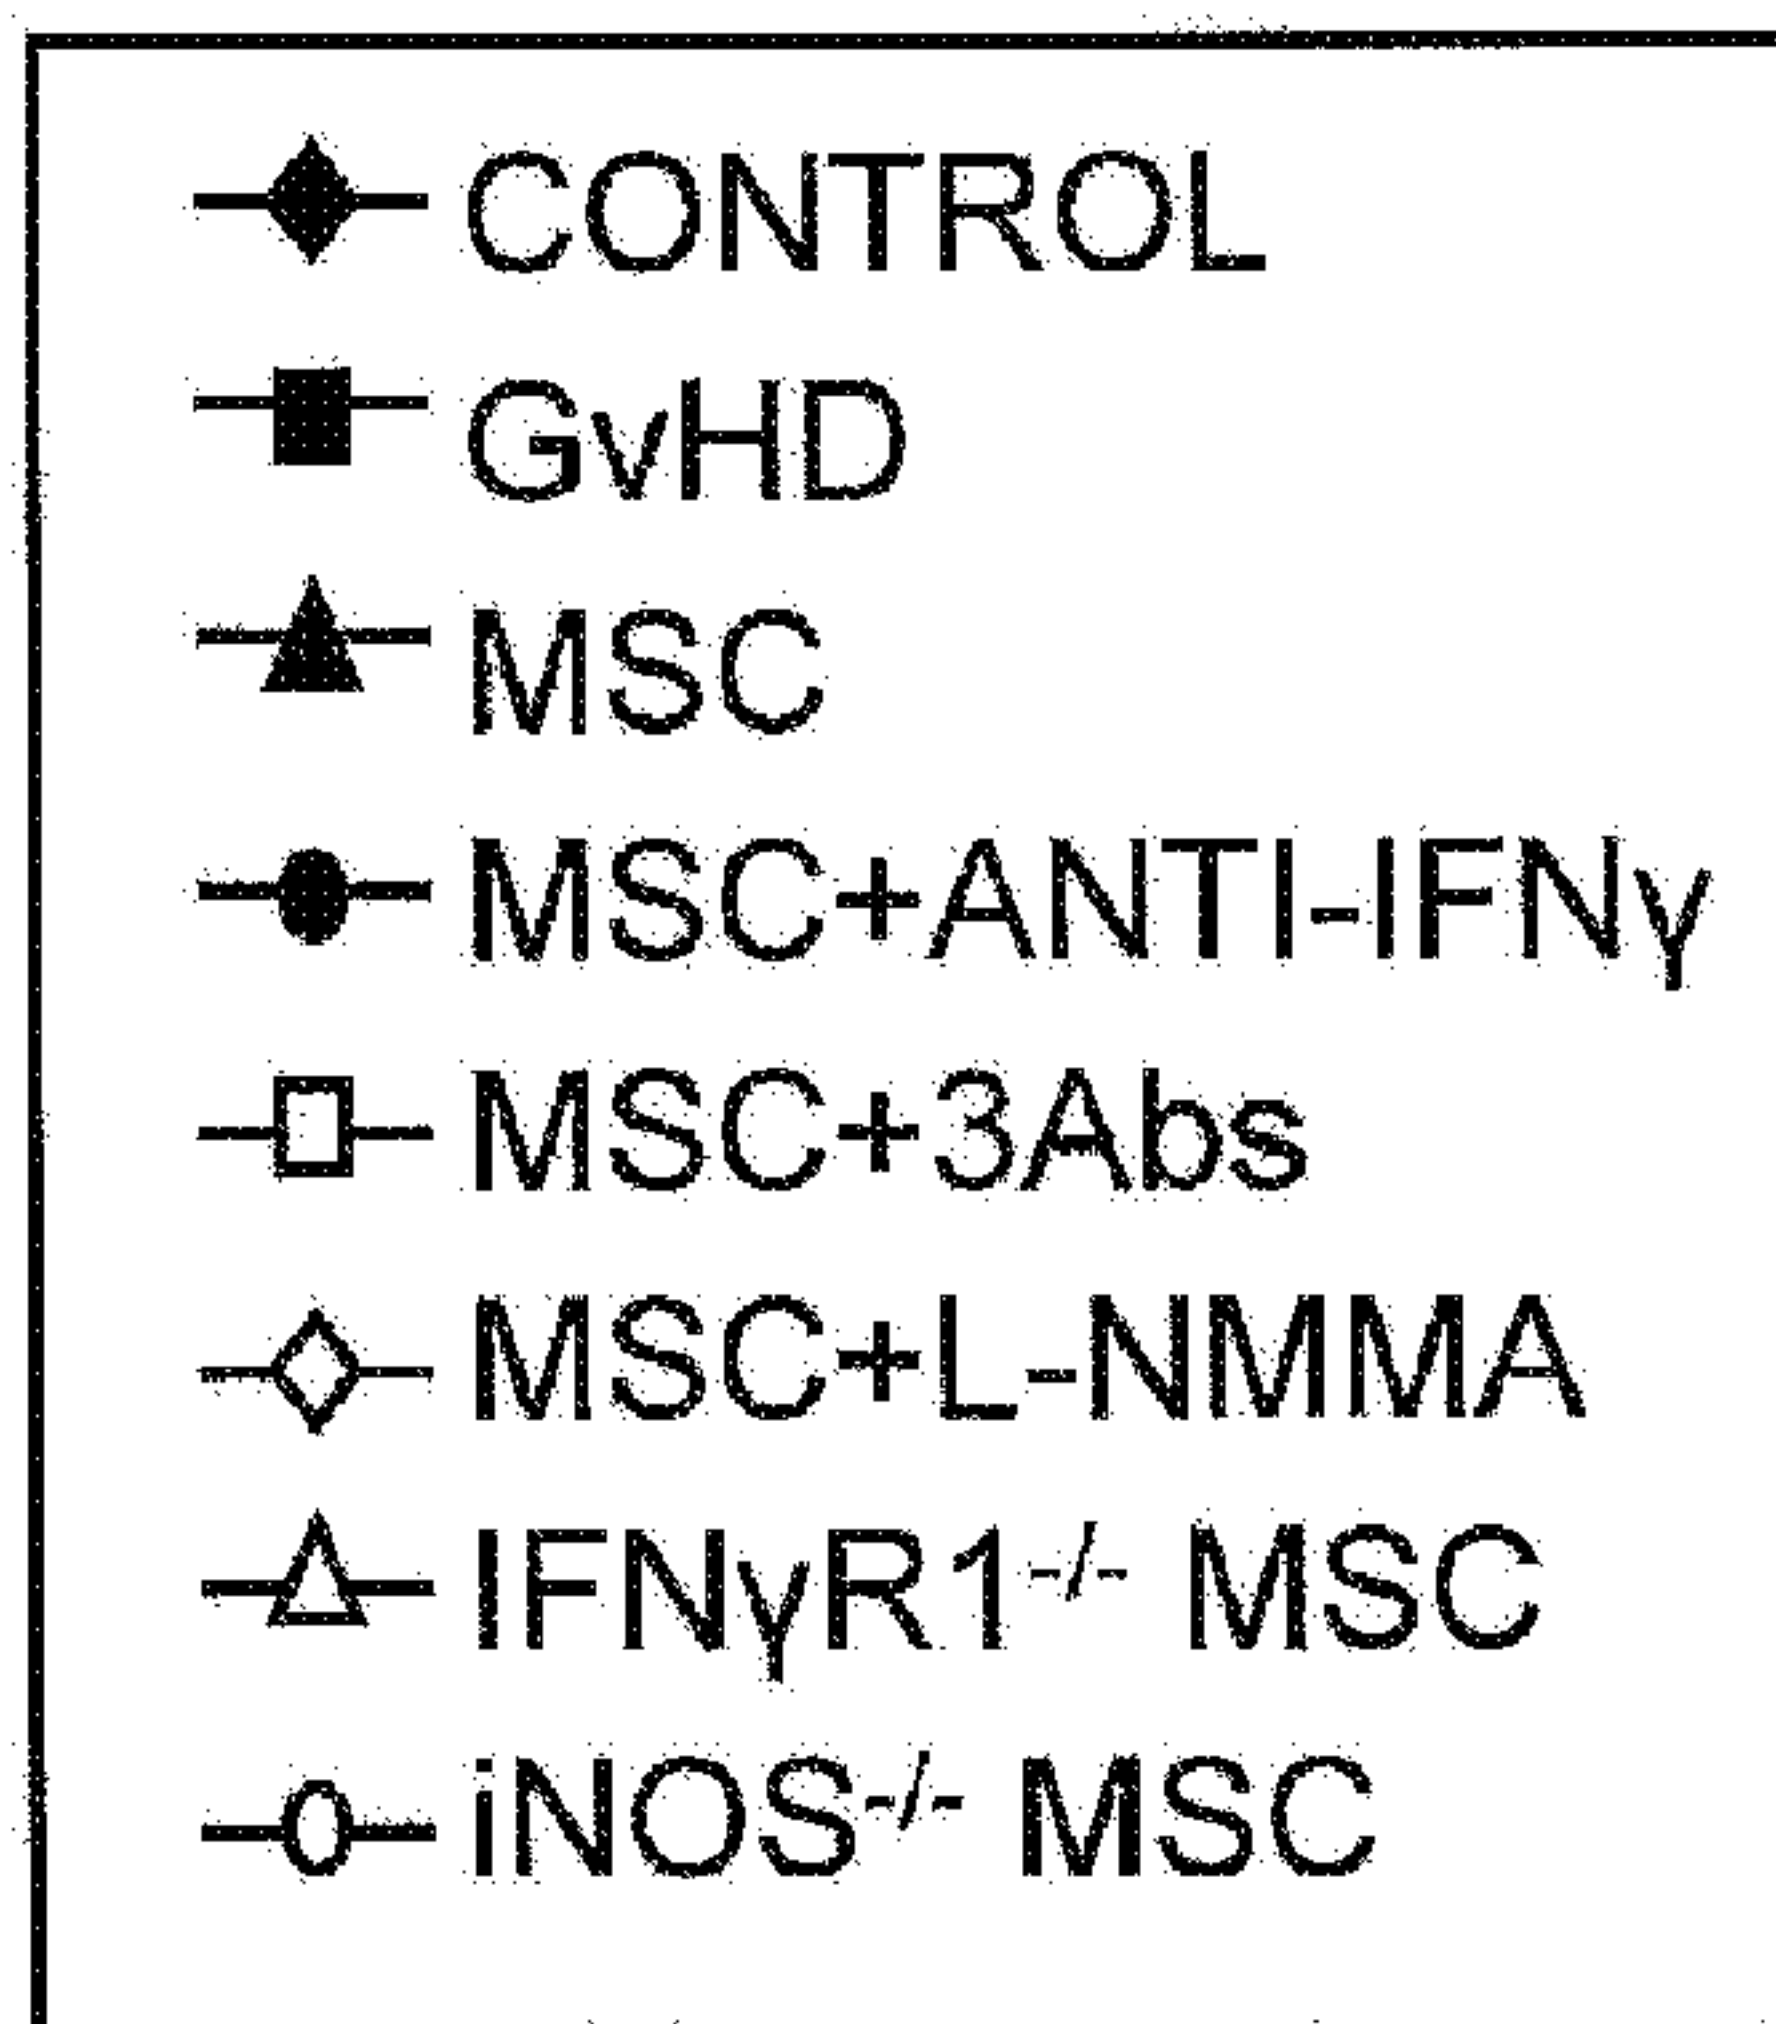 CONTROL
GvHD
MSC
MSC+ANTI-IFNγ
MSC+3Abs
MSC+L-NMMA
IFNγR1-/- MSC
iNOS-/- MSC